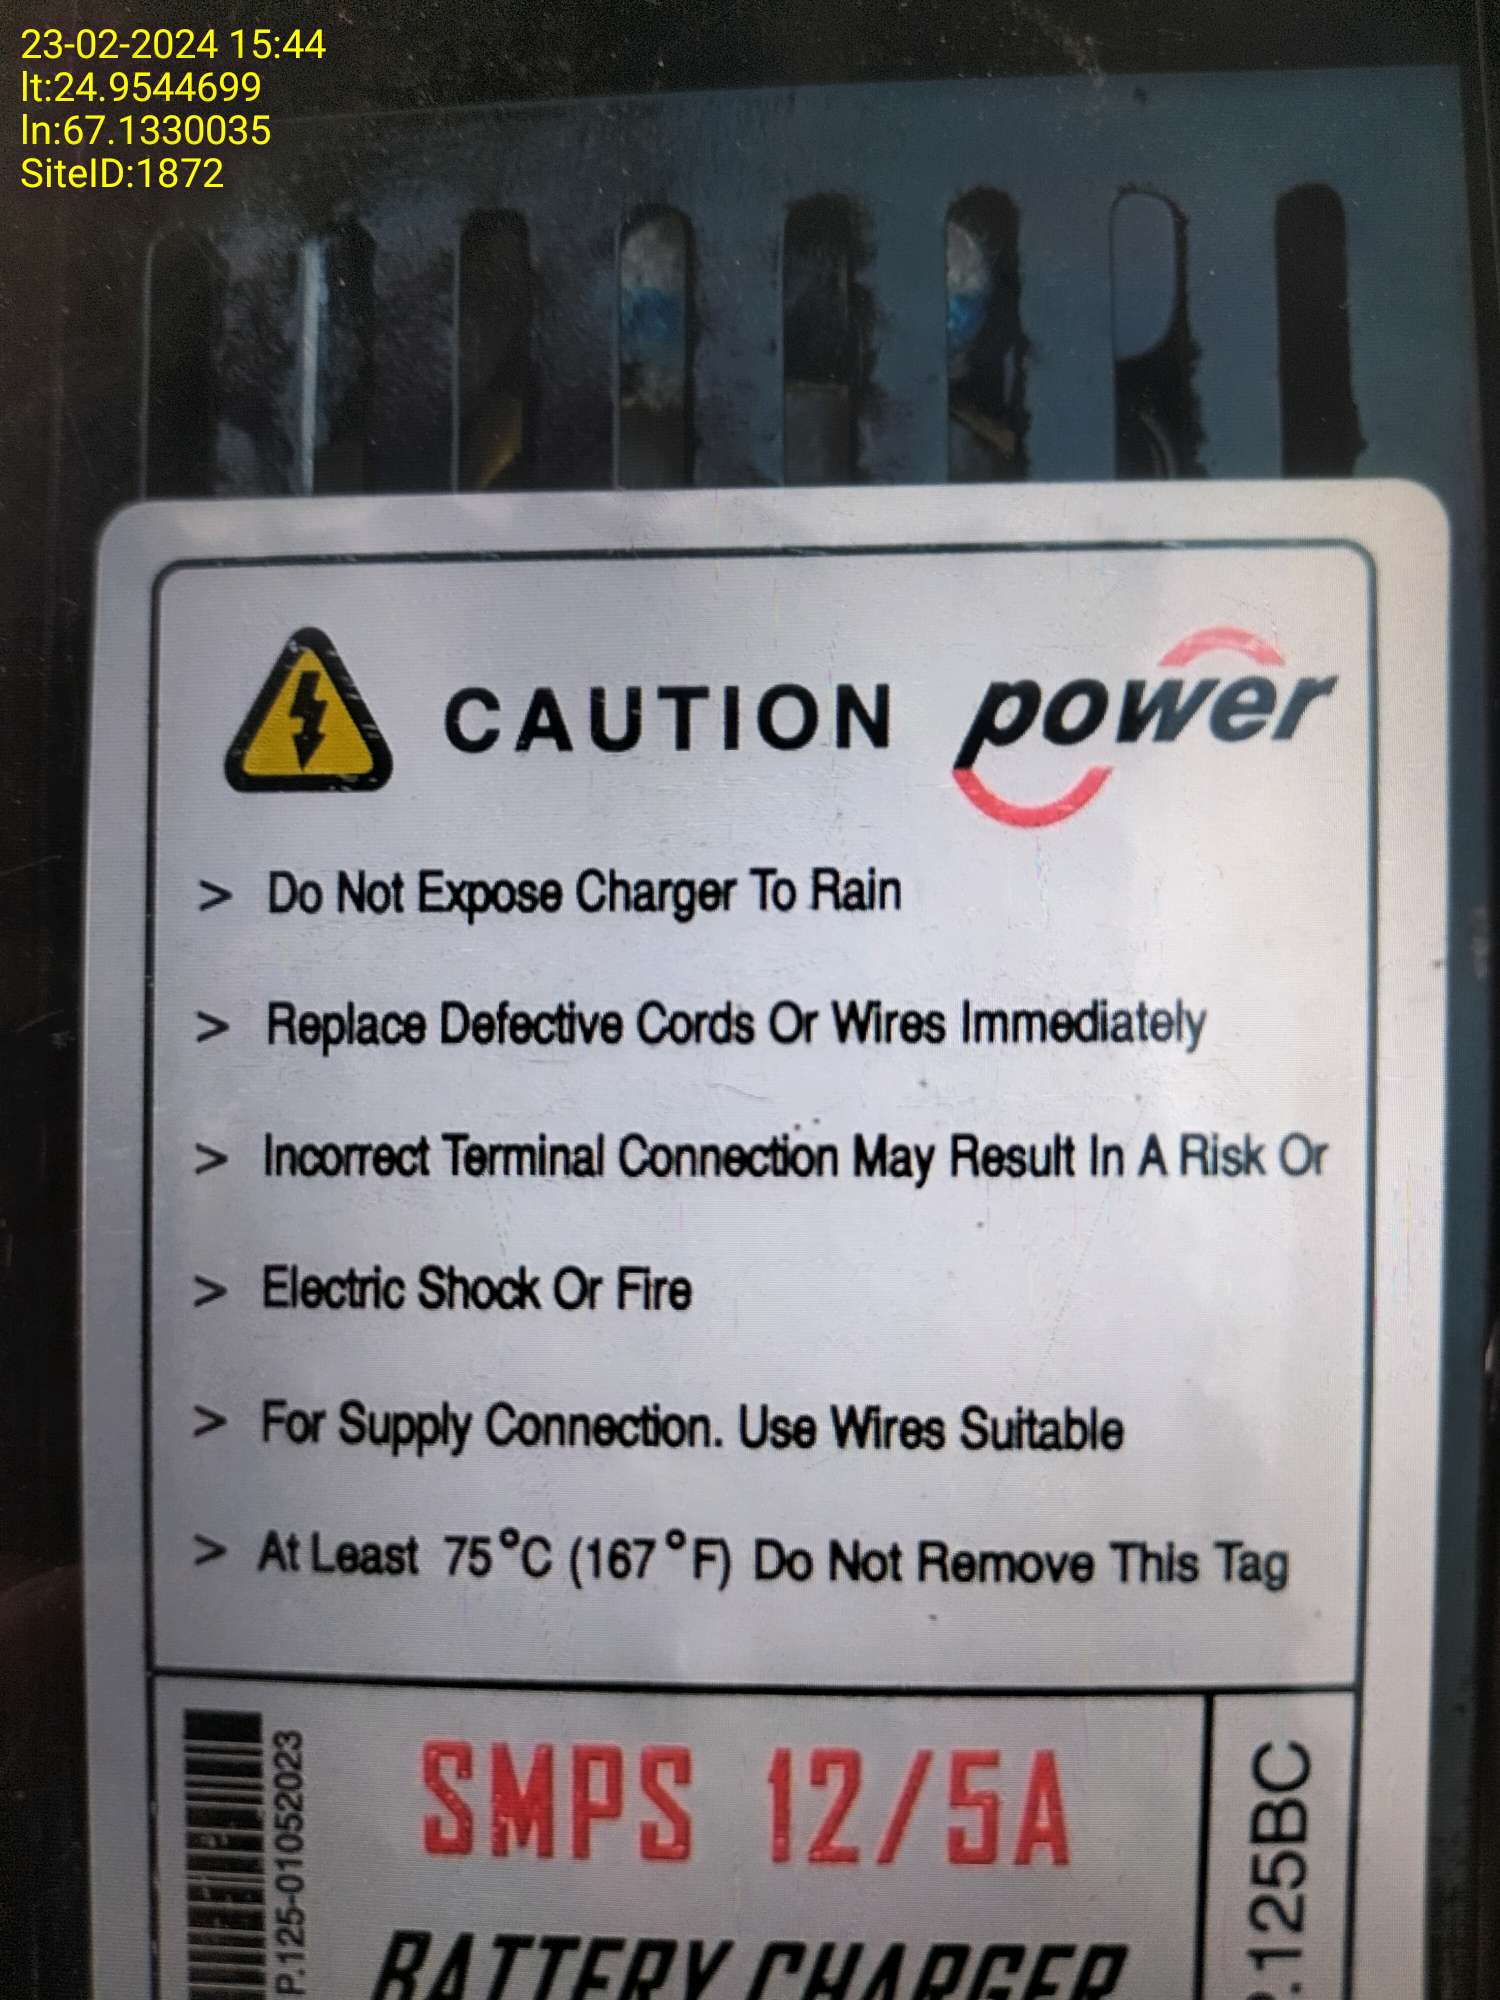 23-02-2024 15:44
lt:24.9544699
ln:67.1330035
SiteID:1872
CAUTION power
> Do Not Expose Charger To Rain
> Replace Defective Cords Or Wires Immediately
> Incorrect Terminal Connection May Result In A Risk Or
> Electric Shock Or Fire
> For Supply Connection. Use Wires Suitable
> At Least 75°C (167°F) Do Not Remove This Tag
P.125-01052023
SMPS 12/5A
BATTERY CHARGER
P.125BC